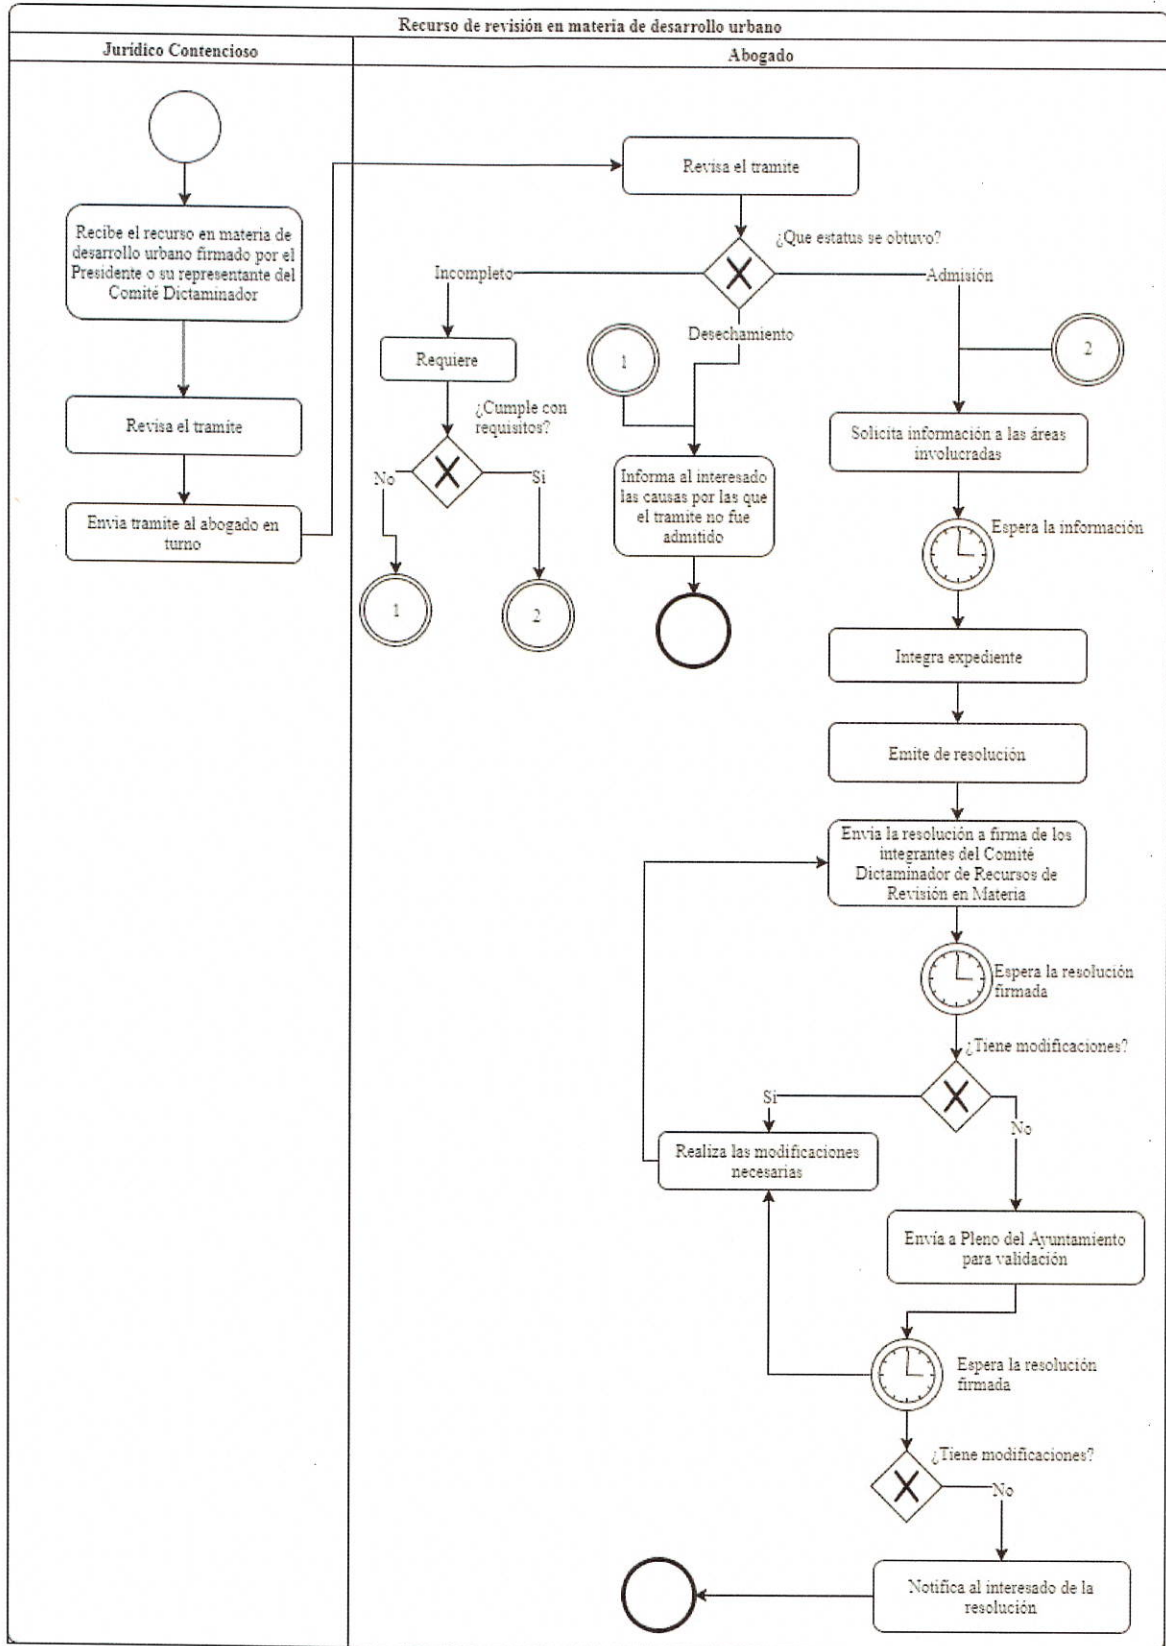 Recurso de revisión en materia de desarrollo urbano
Jurídico Contencioso
Abogado
Recibe el recurso en materia de
desarrollo urbano firmado por el
Presidente o su representante del
Comité Dictaminador
Revisa el tramite
Envia tramite al abogado en
turno
Revisa el tramite
¿Que estatus se obtuvo?
Incompleto
Admisión
Desechamiento
Requiere
1
2
¿Cumple con
requisitos?
No
Si
1
2
Informa al interesado
las causas por las que
el tramite no fue
admitido
Solicita información a las áreas
involucradas
Espera la información
Integra expediente
Emite de resolución
Envia la resolución a firma de los
integrantes del Comité
Dictaminador de Recursos de
Revisión en Materia
Espera la resolución
firmada
¿Tiene modificaciones?
Si
No
Realiza las modificaciones
necesarias
Envía a Pleno del Ayuntamiento
para validación
Espera la resolución
firmada
¿Tiene modificaciones?
No
Notifica al interesado de la
resolución